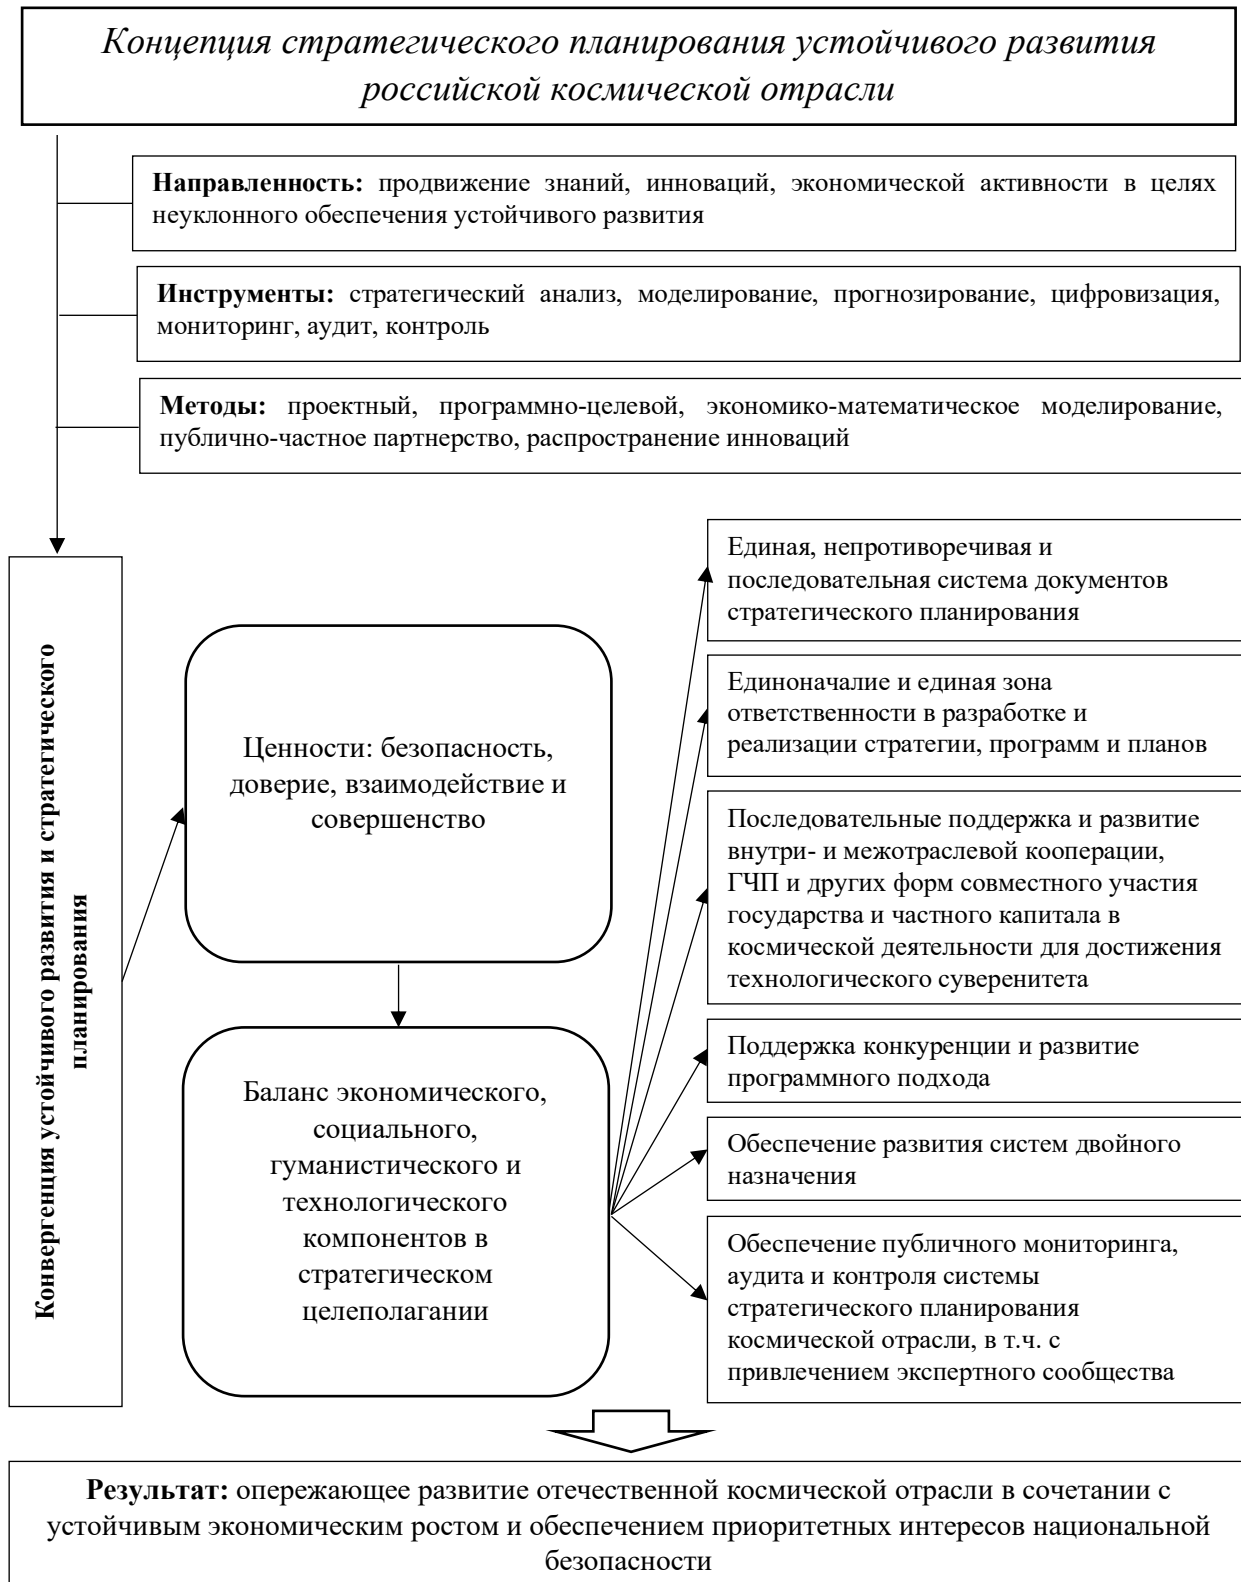 Концепция стратегического планирования устойчивого развития
российской космической отрасли
Направленность: продвижение знаний, инноваций, экономической активности в целях
неуклонного обеспечения устойчивого развития
Инструменты: стратегический анализ, моделирование, прогнозирование, цифровизация,
мониторинг, аудит, контроль
Методы: проектный, программно-целевой, экономико-математическое моделирование,
публично-частное партнерство, распространение инноваций
Конвергенция устойчивого развития и стратегического
планирования
Ценности: безопасность,
доверие, взаимодействие и
совершенство
Баланс экономического,
социального,
гуманистического и
технологического
компонентов в
стратегическом
целеполагании
Единая, непротиворечивая и
последовательная система документов
стратегического планирования
Единоначалие и единая зона
ответственности в разработке и
реализации стратегии, программ и планов
Последовательные поддержка и развитие
внутри- и межотраслевой кооперации,
ГЧП и других форм совместного участия
государства и частного капитала в
космической деятельности для достижения
технологического суверенитета
Поддержка конкуренции и развитие
программного подхода
Обеспечение развития систем двойного
назначения
Обеспечение публичного мониторинга,
аудита и контроля системы
стратегического планирования
космической отрасли, в т.ч. с
привлечением экспертного сообщества
Результат: опережающее развитие отечественной космической отрасли в сочетании с
устойчивым экономическим ростом и обеспечением приоритетных интересов национальной
безопасности